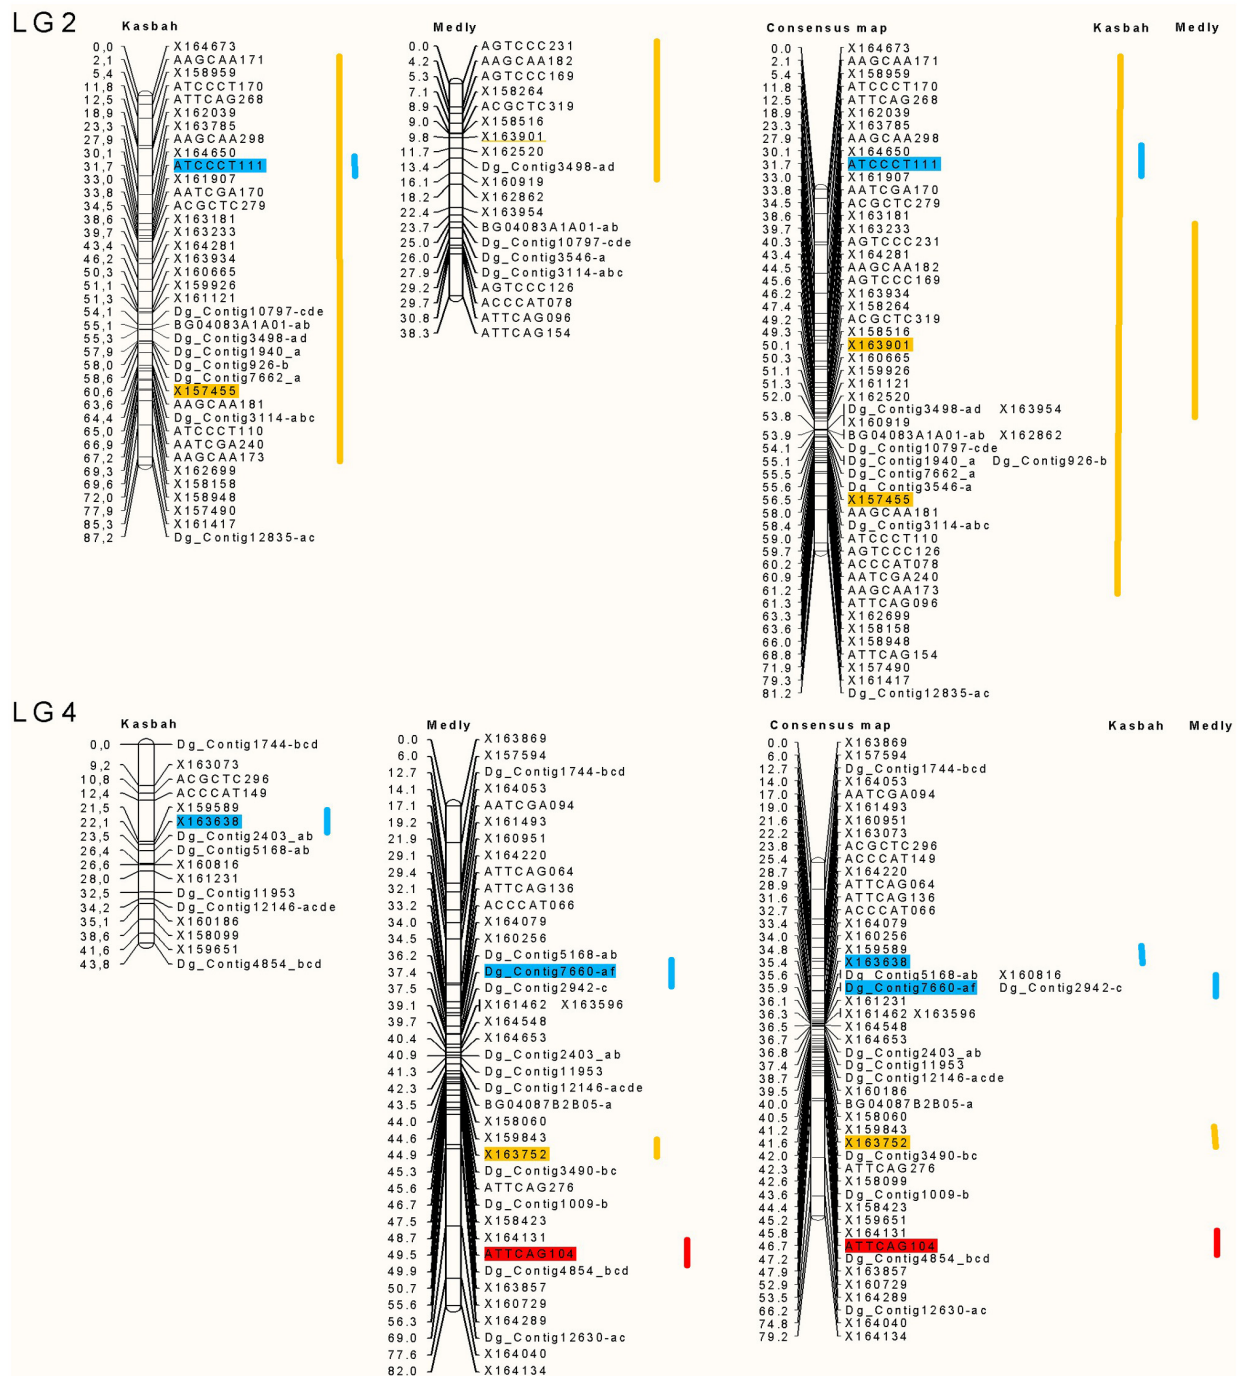 LG2
Kasbah
0,0 X164673
2,1 AAGCAA171
5,4 X158959
11,8 ATCCCT170
12,5 ATTCAG268
18,9 X162039
23,3 X163785
27,9 AAGCAA298
30,1 X164650
31,7 ATCCCT111
33,0 X161907
33,8 AATCGA170
34,5 ACGCTC279
38,6 X163181
39,7 X163233
43,4 X164281
46,2 X163934
50,3 X160665
51,1 X159926
51,3 X161121
54,1 Dg_Contig10797-cde
55,1 BG04083A1A01-ab
55,3 Dg_Contig3498-ad
57,9 Dg_Contig1940_a
58,0 Dg_Contig926-b
58,6 Dg_Contig7662_a
60,6 X157455
63,6 AAGCAA181
64,4 Dg_Contig3114-abc
65,0 ATCCCT110
66,9 AATCGA240
67,2 AAGCAA173
69,3 X162699
69,6 X158158
72,0 X158948
77,9 X157490
85,3 X161417
87,2 Dg_Contig12835-ac
Medly
0.0 AGTCCC231
4.2 AAGCAA182
5.3 AGTCCC169
7.1 X158264
8.9 ACGCTC319
9.0 X158516
9.8 X163901
11.7 X162520
13.4 Dg_Contig3498-ad
16.1 X160919
18.2 X162862
22.4 X163954
23.7 BG04083A1A01-ab
25.0 Dg_Contig10797-cde
26.0 Dg_Contig3546-a
27.9 Dg_Contig3114-abc
29.2 AGTCCC126
29.7 ACCCAT078
30.8 ATTCAG096
38.3 ATTCAG154
Consensus map Kasbah Medly
0.0 X164673
2.1 AAGCAA171
5.4 X158959
11.8 ATCCCT170
12.5 ATTCAG268
18.9 X162039
23.3 X163785
27.9 AAGCAA298
30.1 X164650
31.7 ATCCCT111
33.0 X161907
33.8 AATCGA170
34.5 ACGCTC279
38.6 X163181
39.7 X163233
40.3 AGTCCC231
43.4 X164281
44.5 AAGCAA182
45.6 AGTCCC169
46.2 X163934
47.4 X158264
49.2 ACGCTC319
49.3 X158516
50.1 X163901
50.3 X160665
51.1 X159926
51.3 X161121
52.0 X162520
53.8 Dg_Contig3498-ad X163954
X160919
53.9 BG04083A1A01-ab X162862
54.1 Dg_Contig10797-cde
55.1 Dg_Contig1940_a Dg_Contig926-b
55.5 Dg_Contig7662_a
55.6 Dg_Contig3546-a
56.5 X157455
58.0 AAGCAA181
58.4 Dg_Contig3114-abc
59.0 ATCCCT110
59.7 AGTCCC126
60.2 ACCCAT078
60.9 AATCGA240
61.2 AAGCAA173
61.3 ATTCAG096
63.3 X162699
63.6 X158158
66.0 X158948
68.8 ATTCAG154
71.9 X157490
79.3 X161417
81.2 Dg_Contig12835-ac
LG4
Kasbah
0,0 Dg_Contig1744-bcd
9,2 X163073
10,8 ACGCTC296
12,4 ACCCAT149
21,5 X159589
22,1 X163638
23,5 Dg_Contig2403_ab
26,4 Dg_Contig5168-ab
26,6 X160816
28,0 X161231
32,5 Dg_Contig11953
34,2 Dg_Contig12146-acde
35,1 X160186
38,6 X158099
41,6 X159651
43,8 Dg_Contig4854_bcd
Medly
0.0 X163869
6.0 X157594
12.7 Dg_Contig1744-bcd
14.1 X164053
17.1 AATCGA094
19.2 X161493
21.9 X160951
29.1 X164220
29.4 ATTCAG064
32.1 ATTCAG136
33.2 ACCCAT066
34.0 X164079
34.5 X160256
36.2 Dg_Contig5168-ab
37.4 Dg_Contig7660-af
37.5 Dg_Contig2942-c
39.1 X161462 X163596
39.7 X164548
40.4 X164653
40.9 Dg_Contig2403_ab
41.3 Dg_Contig11953
42.3 Dg_Contig12146-acde
43.5 BG04087B2B05-a
44.0 X158060
44.6 X159843
44.9 X163752
45.3 Dg_Contig3490-bc
45.6 ATTCAG276
46.7 Dg_Contig1009-b
47.5 X158423
48.7 X164131
49.5 ATTCAG104
49.9 Dg_Contig4854_bcd
50.7 X163857
55.6 X160729
56.3 X164289
69.0 Dg_Contig12630-ac
77.6 X164040
82.0 X164134
Consensus map Kasbah Medly
0.0 X163869
6.0 X157594
12.7 Dg_Contig1744-bcd
14.0 X164053
17.0 AATCGA094
19.0 X161493
21.6 X160951
22.2 X163073
23.8 ACGCTC296
25.4 ACCCAT149
28.7 X164220
28.9 ATTCAG064
31.6 ATTCAG136
32.7 ACCCAT066
33.4 X164079
34.0 X160256
34.8 X159589
35.4 X163638
35.6 Dg_Contig5168-ab X160816
35.9 Dg_Contig7660-af Dg_Contig2942-c
36.1 X161231
36.3 X161462 X163596
36.5 X164548
36.7 X164653
36.8 Dg_Contig2403_ab
37.4 Dg_Contig11953
38.7 Dg_Contig12146-acde
39.5 X160186
40.0 BG04087B2B05-a
40.5 X158060
41.2 X159843
41.6 X163752
42.0 Dg_Contig3490-bc
42.3 ATTCAG276
42.6 X158099
43.6 Dg_Contig1009-b
44.4 X158423
45.2 X159651
45.8 X164131
46.7 ATTCAG104
47.2 Dg_Contig4854_bcd
47.9 X163857
52.9 X160729
53.5 X164289
66.2 Dg_Contig12630-ac
74.8 X164040
79.2 X164134